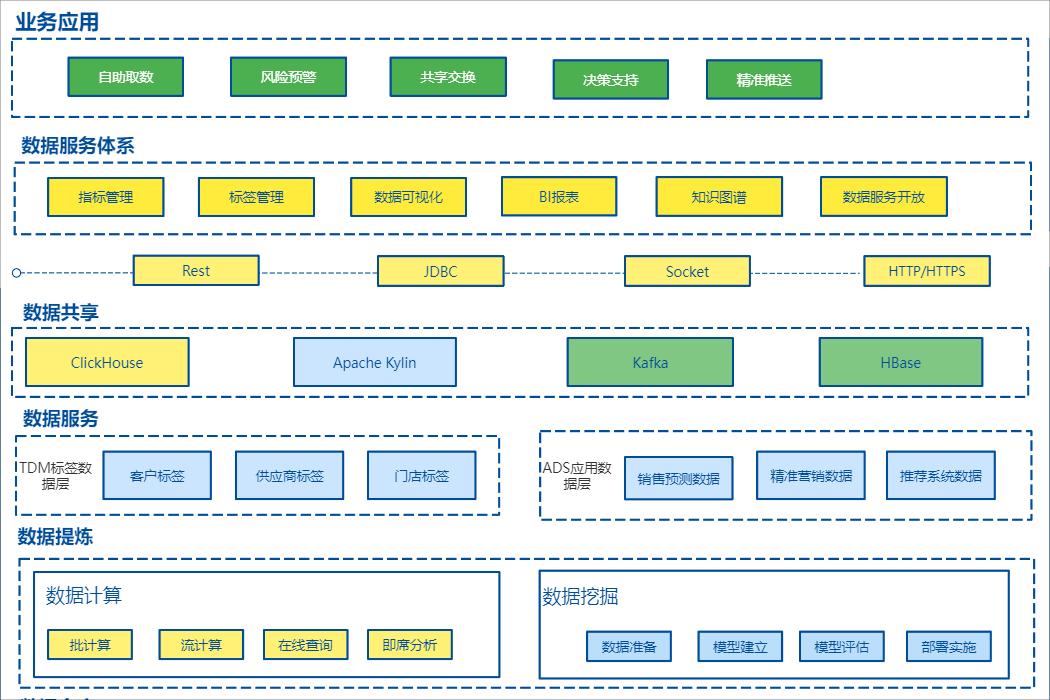 业务应用
自助取数
风险预警
共享交换
决策支持
精准推送
数据服务体系
指标管理
标签管理
数据可视化
BI报表
知识图谱
数据服务开放
Rest
JDBC
Socket
HTTP/HTTPS
数据共享
ClickHouse
Apache Kylin
Kafka
HBase
数据服务
TDM标签数
据层
客户标签
供应商标签
门店标签
ADS应用数
据层
销售预测数据
精准营销数据
推荐系统数据
数据提炼
数据计算
批计算
流计算
在线查询
即席分析
数据挖掘
数据准备
模型建立
模型评估
部署实施